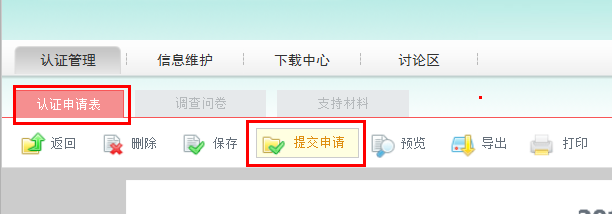 认证管理 信息维护 下载中心 讨论区
认证申请表 调查问卷 支持材料
返回 删除 保存 提交申请 预览 导出 打印